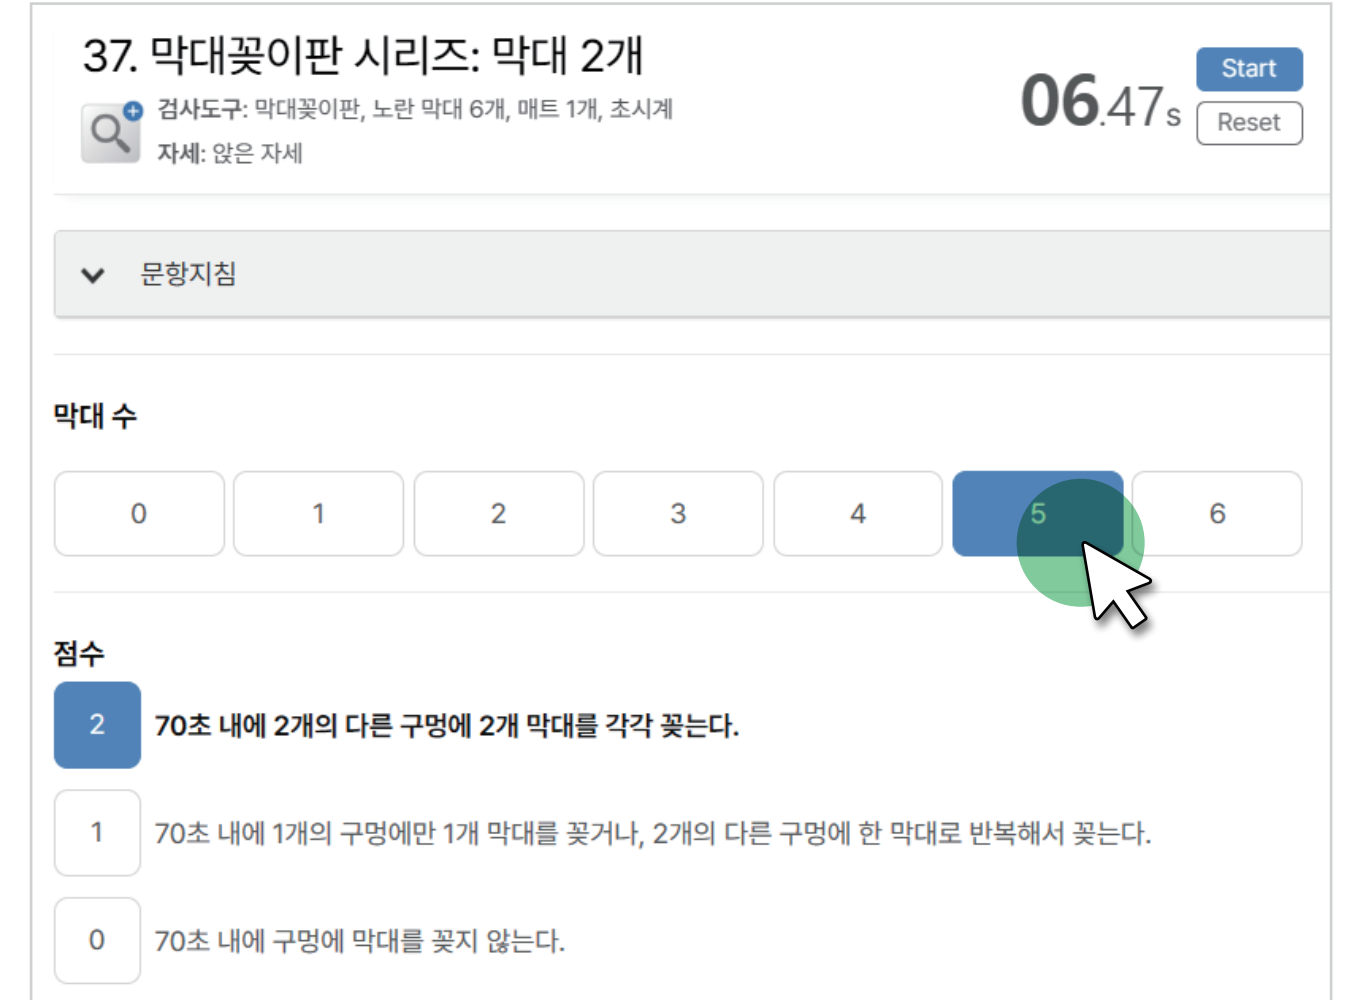 37. 막대꽂이판 시리즈: 막대 2개
검사도구: 막대꽂이판, 노란 막대 6개, 매트 1개, 초시계
자세: 앉은 자세
06.47s
Start
Reset
문항지침
막대 수
0 1 2 3 4 5 6
점수
2 70초 내에 2개의 다른 구멍에 2개 막대를 각각 꽂는다.
1 70초 내에 1개의 구멍에만 1개 막대를 꽂거나, 2개의 다른 구멍에 한 막대로 반복해서 꽂는다.
0 70초 내에 구멍에 막대를 꽂지 않는다.